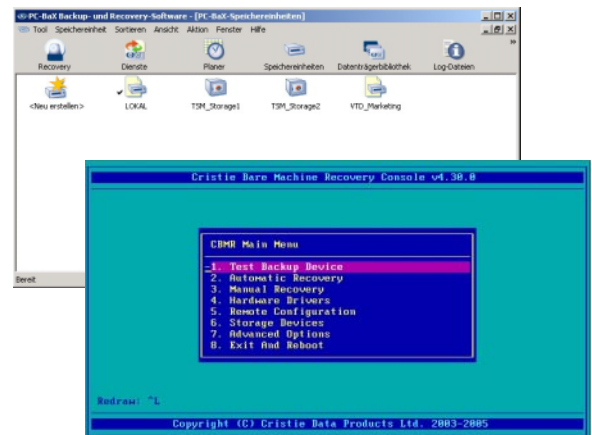 PC-BaX Backup- und Recovery-Software - [PC-BaX-Speichereinheiten]
Tool Speichereinheit Sortieren Ansicht Aktion Fenster Hilfe
Recovery Dienste Planer Speichereinheiten Datenträgerbibliothek Log-Dateien »
<Neu erstellen> LOKAL TSM_Storage1 TSM_Storage2 VTD_Marketing
Bereit
Cristie Bare Machine Recovery Console v4.30.0
CBMR Main Menu
1. Test Backup Device
2. Automatic Recovery
3. Manual Recovery
4. Hardware Drivers
5. Remote Configuration
6. Storage Devices
7. Advanced Options
8. Exit And Reboot
Redraw: ^L
Copyright (C) Cristie Data Products Ltd. 2003-2005